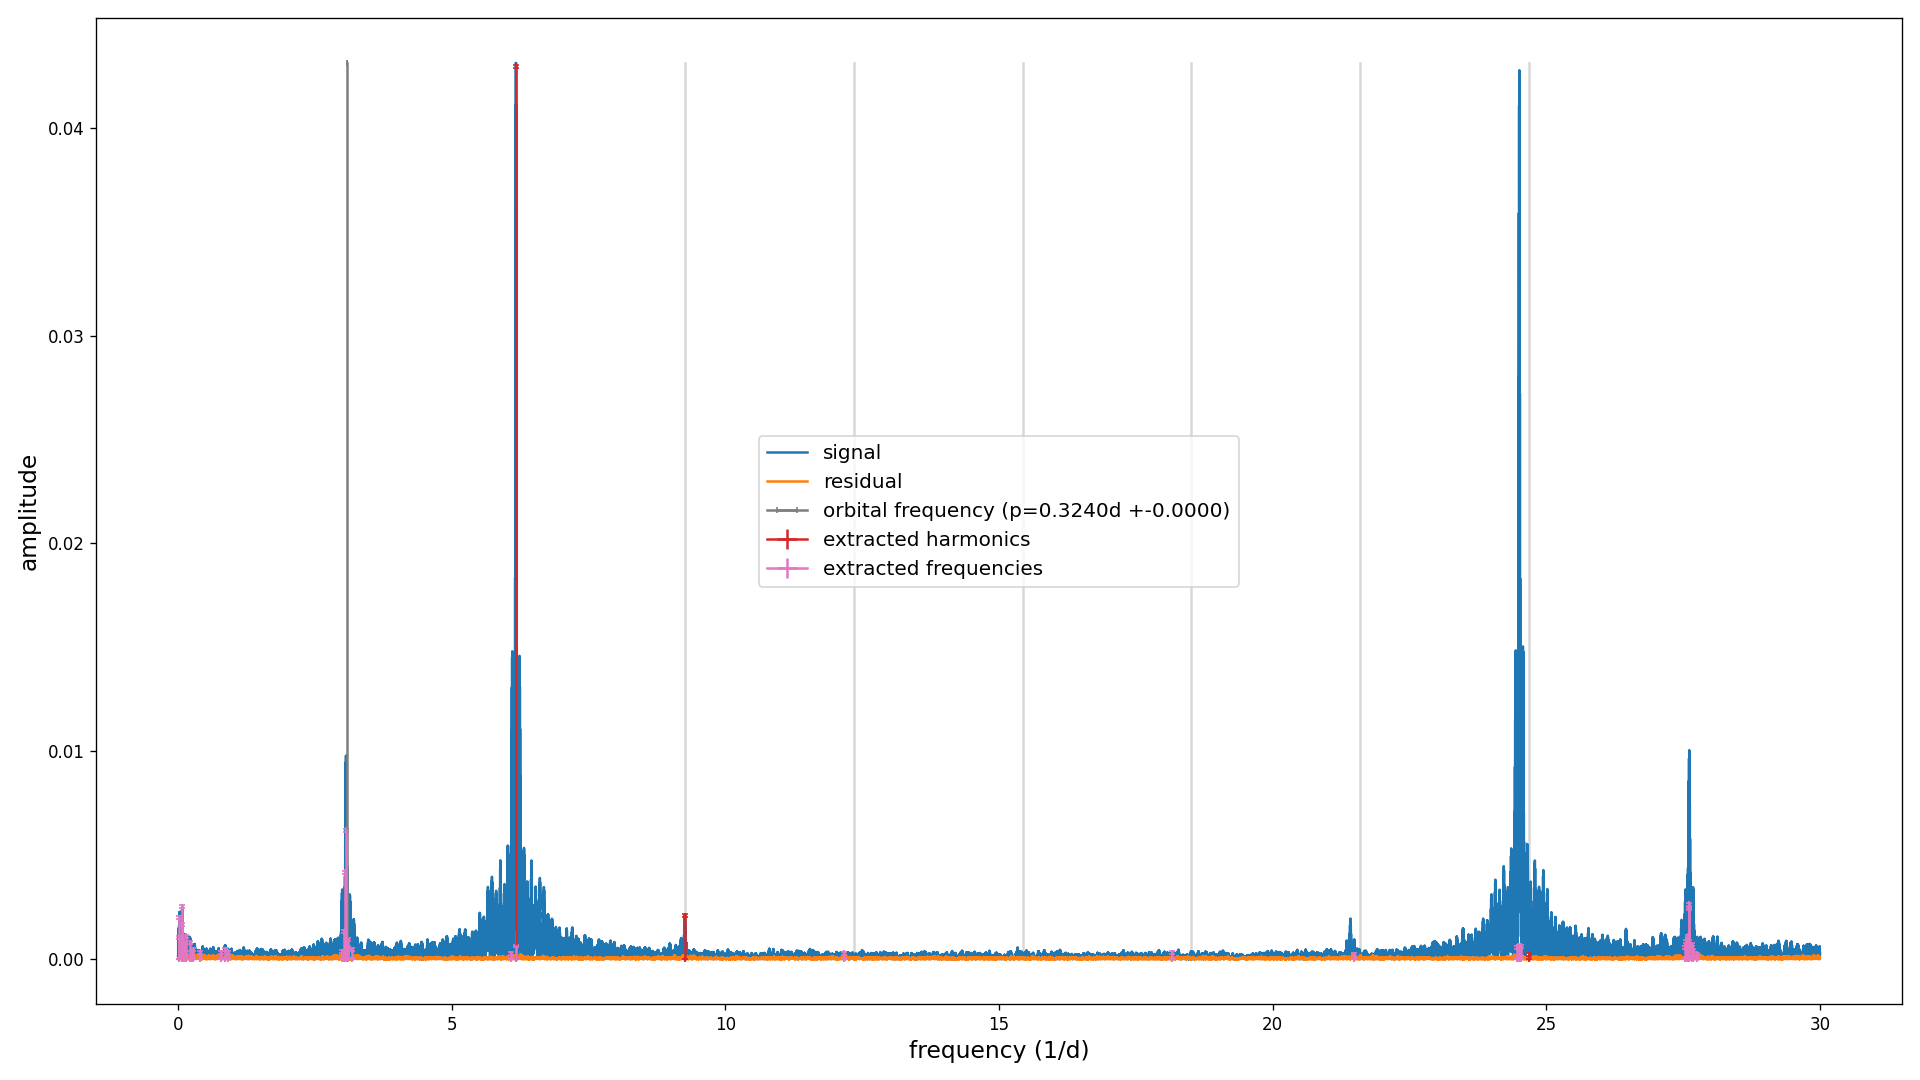 0.04
0.03
0.02
0.01
0.00
amplitude
signal
residual
orbital frequency (p=0.3240d +-0.0000)
extracted harmonics
extracted frequencies
0 5 10 15 20 25 30
frequency (1/d)